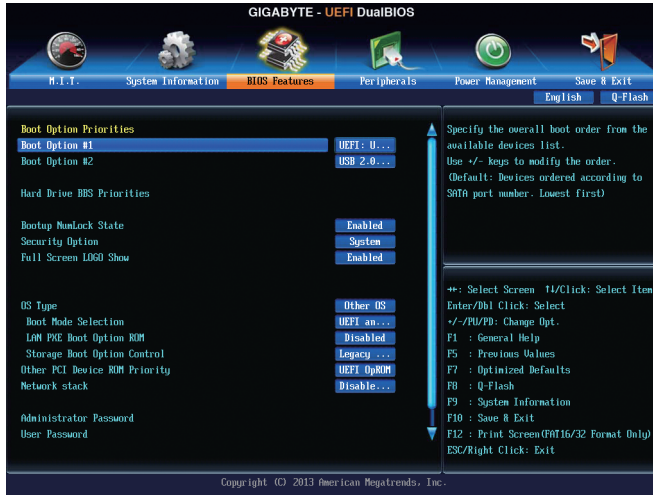 GIGABYTE - UEFI DualBIOS
M.I.T. System Information BIOS Features Peripherals Power Management Save & Exit
English Q-Flash
Boot Option Priorities
Boot Option #1 UEFI: U...
Boot Option #2 USB 2.0...
Hard Drive BBS Priorities
Bootup NumLock State Enabled
Security Option System
Full Screen LOGO Show Enabled
OS Type Other OS
Boot Mode Selection UEFI an...
LAN PXE Boot Option ROM Disabled
Storage Boot Option Control Legacy ...
Other PCI Device ROM Priority UEFI OpROM
Network stack Disable...
Administrator Password
User Password
Specify the overall boot order from the
available devices list.
Use +/- keys to modify the order.
(Default: Devices ordered according to
SATA port number. Lowest first)
→←: Select Screen ↑↓/Click: Select Item
Enter/Dbl Click: Select
+/-/PU/PD: Change Opt.
F1 : General Help
F5 : Previous Values
F7 : Optimized Defaults
F8 : Q-Flash
F9 : System Information
F10 : Save & Exit
F12 : Print Screen(FAT16/32 Format Only)
ESC/Right Click: Exit
Copyright (C) 2013 American Megatrends, Inc.